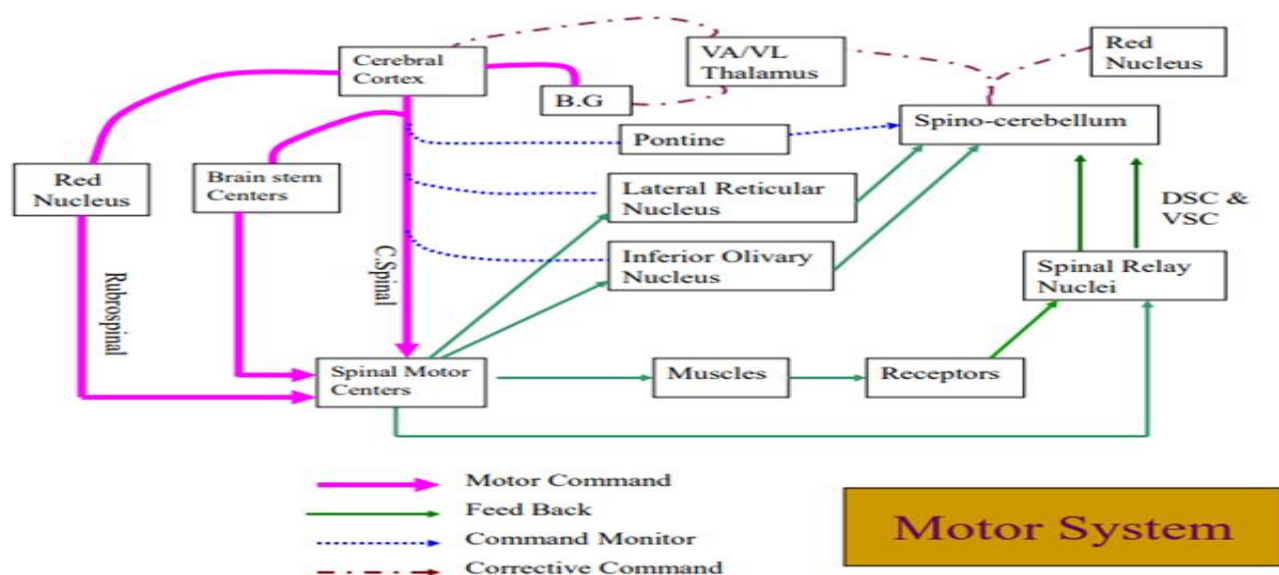 Cerebral
Cortex
VA/VL
Thalamus
Red
Nucleus
B.G
Spino-cerebellum
Pontine
Red
Nucleus
Brain stem
Centers
Lateral Reticular
Nucleus
DSC &
VSC
C.Spinal
Inferior Olivary
Nucleus
Spinal Relay
Nuclei
Rubrospinal
Spinal Motor
Centers
Muscles
Receptors
Motor Command
Feed Back
Command Monitor
Corrective Command
Motor System